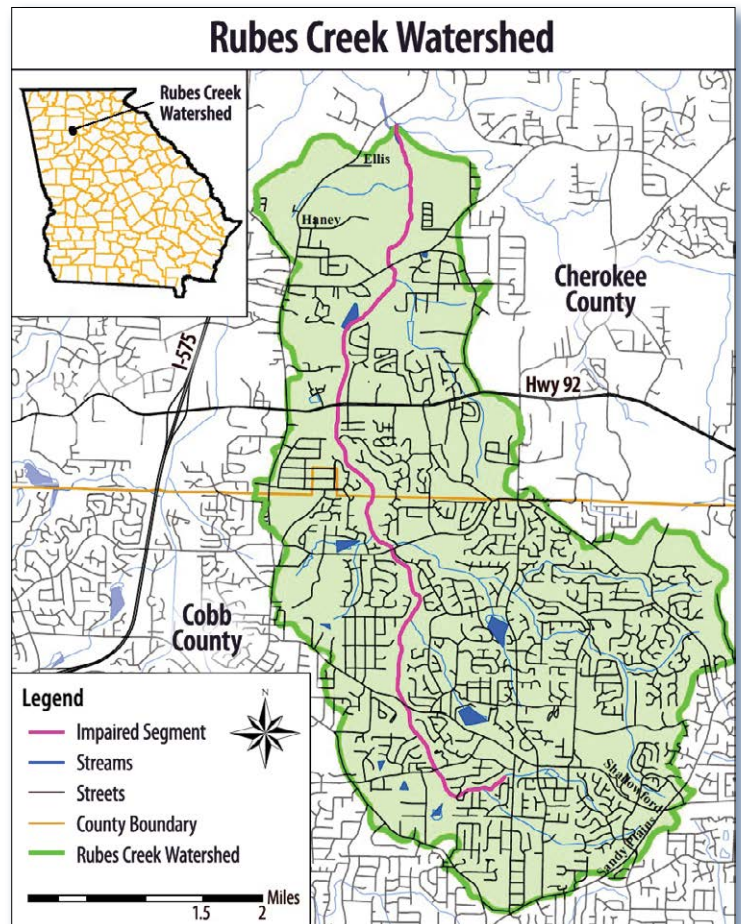 Rubes Creek Watershed
Rubes Creek
Watershed
Ellis
Haney
Cherokee
County
I-575
Hwy 92
Cobb
County
Legend
N
Impaired Segment
Streams
Streets
County Boundary
Rubes Creek Watershed
Miles
1.5
2
Shallowford
Sandy Plains